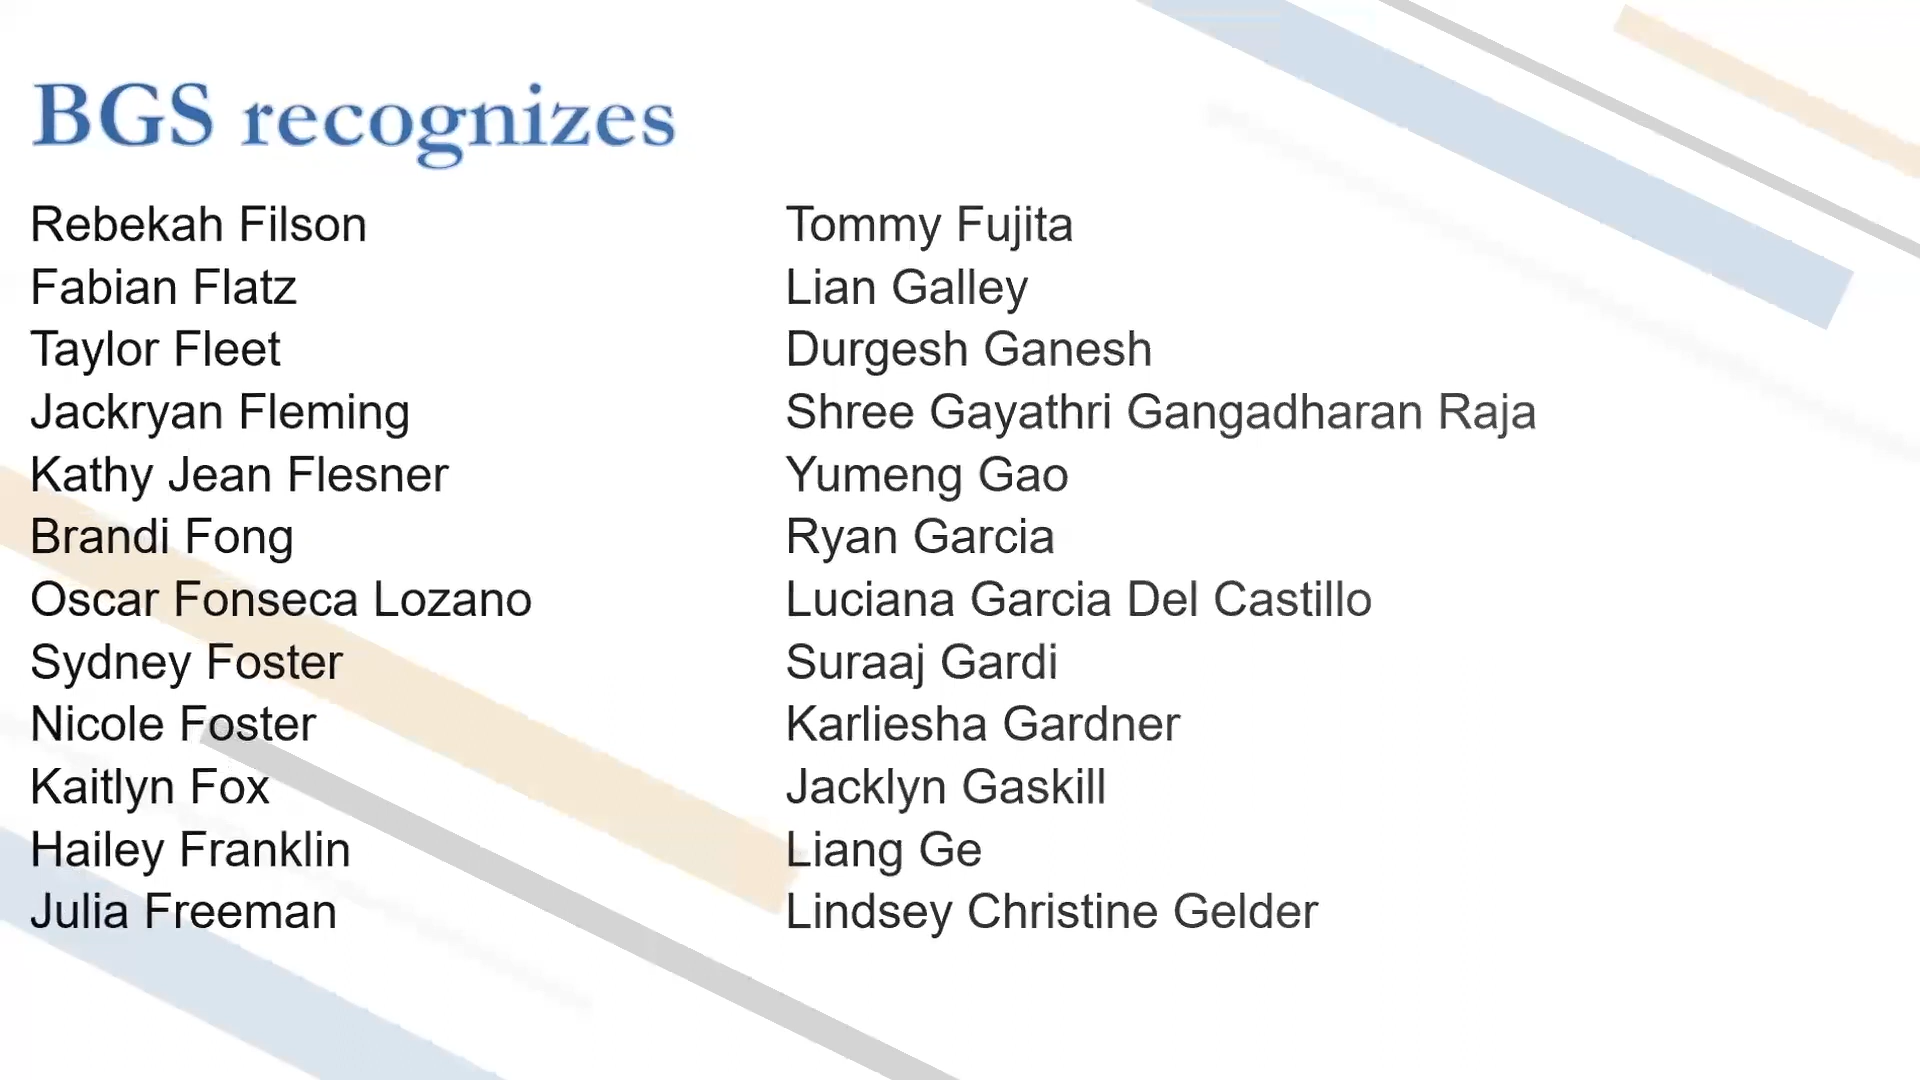 BGS recognizes
Rebekah Filson
Fabian Flatz
Taylor Fleet
Jackryan Fleming
Kathy Jean Flesner
Brandi Fong
Oscar Fonseca Lozano
Sydney Foster
Nicole Foster
Kaitlyn Fox
Hailey Franklin
Julia Freeman
Tommy Fujita
Lian Galley
Durgesh Ganesh
Shree Gayathri Gangadharan Raja
Yumeng Gao
Ryan Garcia
Luciana Garcia Del Castillo
Suraaj Gardi
Karliesha Gardner
Jacklyn Gaskill
Liang Ge
Lindsey Christine Gelder